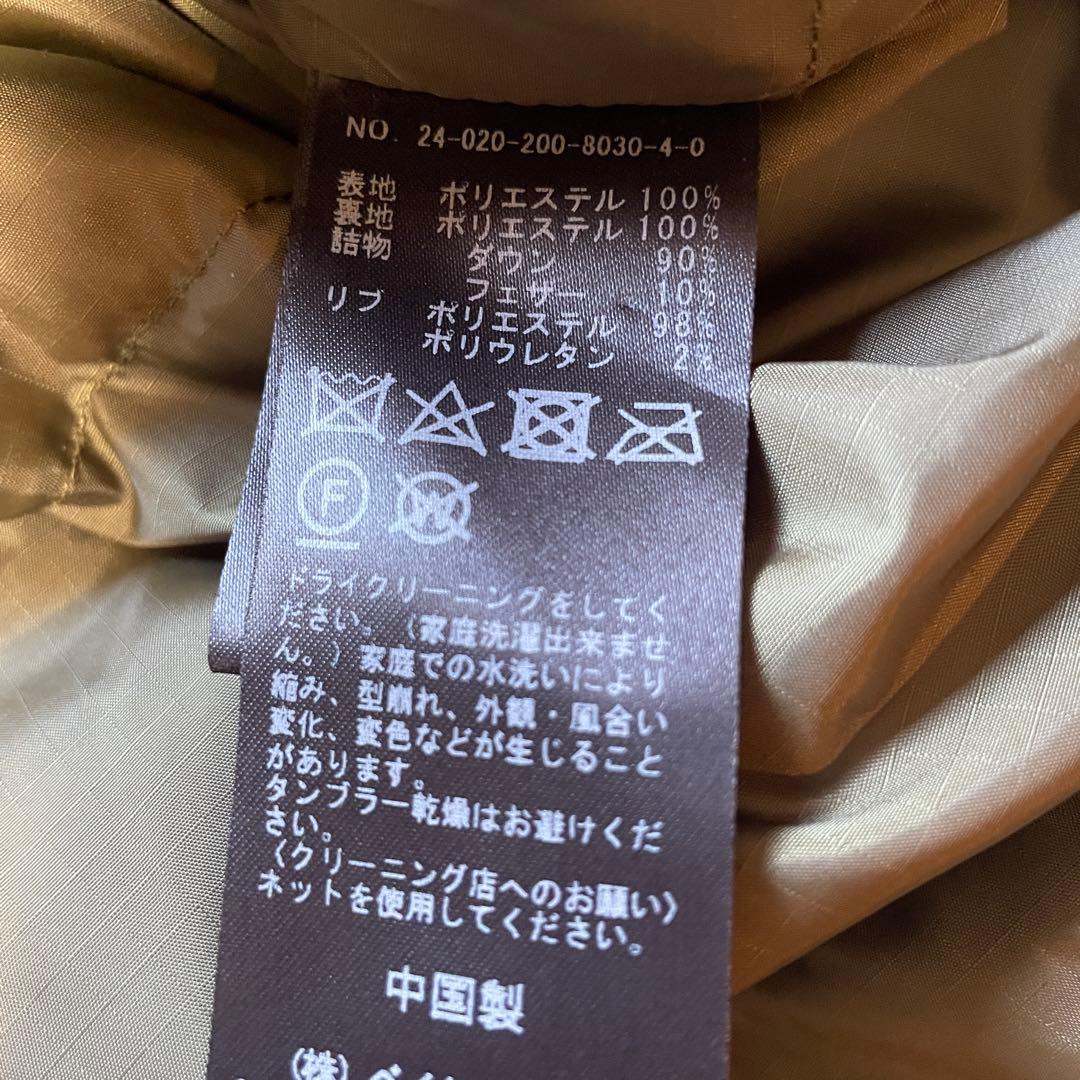 NO. 24-020-200-8030-4-0
表地 ポリエステル 100%
裏地 ポリエステル 100%
詰物 ダウン 90%
フェザー 10%
リブ ポリエステル 98%
ポリウレタン 2%
F
W
ドライクリーニングをしてく
ださい。(家庭洗濯出来ませ
ん。)家庭での水洗いにより
縮み、型崩れ、外観・風合い
変化、変色などが生じること
があります。
タンブラー乾燥はお避けくだ
さい。
(クリーニング店へのお願い)
ネットを使用してください。
中国製
(株)